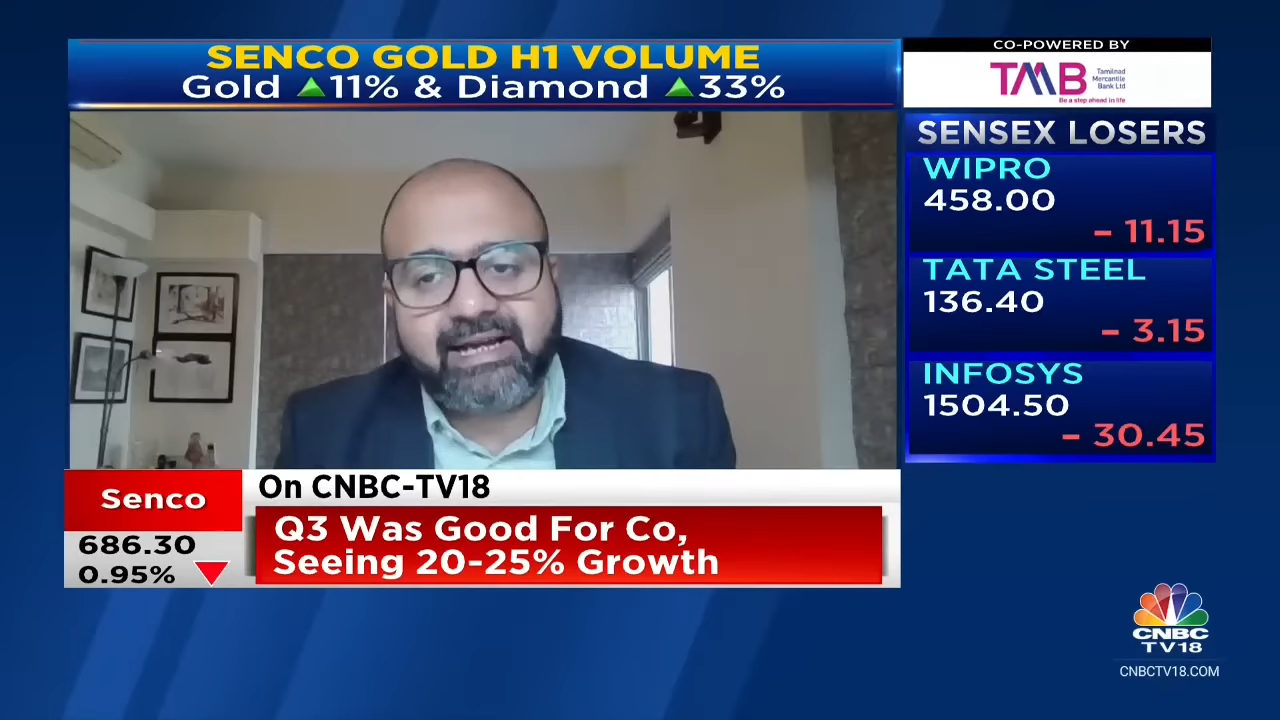 SENCO GOLD H1 VOLUME
Gold ▲11% & Diamond ▲33%
CO-POWERED BY
TMB Tamilnad
Mercantile
Bank Ltd
Be a step ahead in life
SENSEX LOSERS
WIPRO
458.00
- 11.15
TATA STEEL
136.40
- 3.15
INFOSYS
1504.50
- 30.45
Senco
686.30
0.95% ▼
On CNBC-TV18
Q3 Was Good For Co,
Seeing 20-25% Growth
CNBC
TV18
CNBCTV18.COM